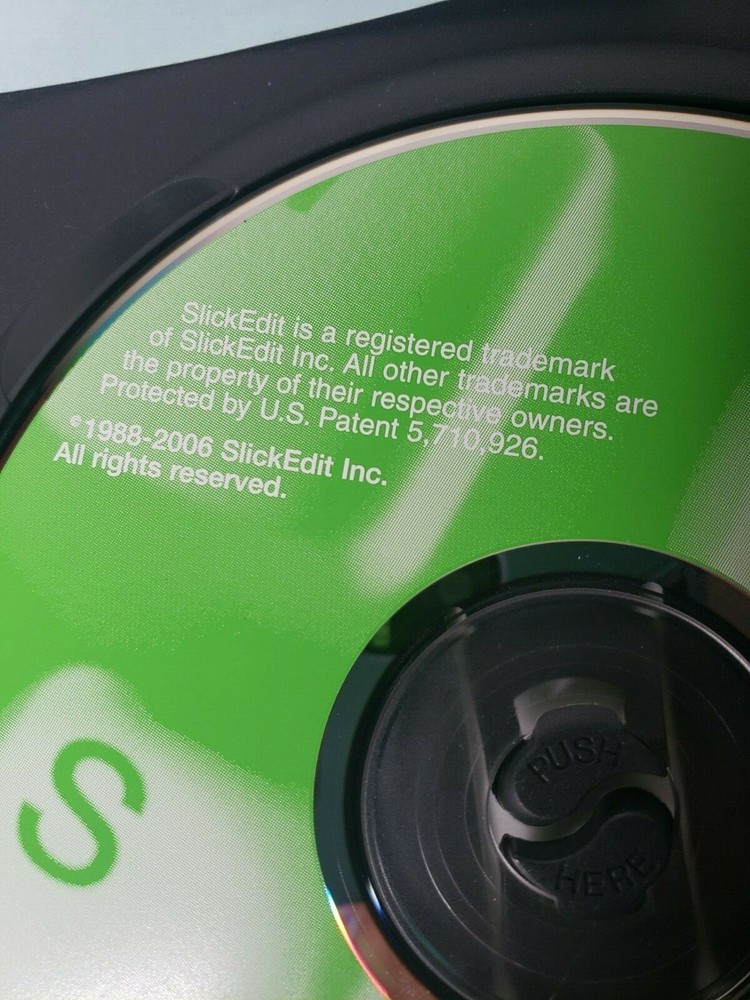 SlickEdit is a registered trademark
of SlickEdit Inc. All other trademarks are
the property of their respective owners.
Protected by U.S. Patent 5,710,926.
©1988-2006 SlickEdit Inc.
All rights reserved.
PUSH
HERE
S